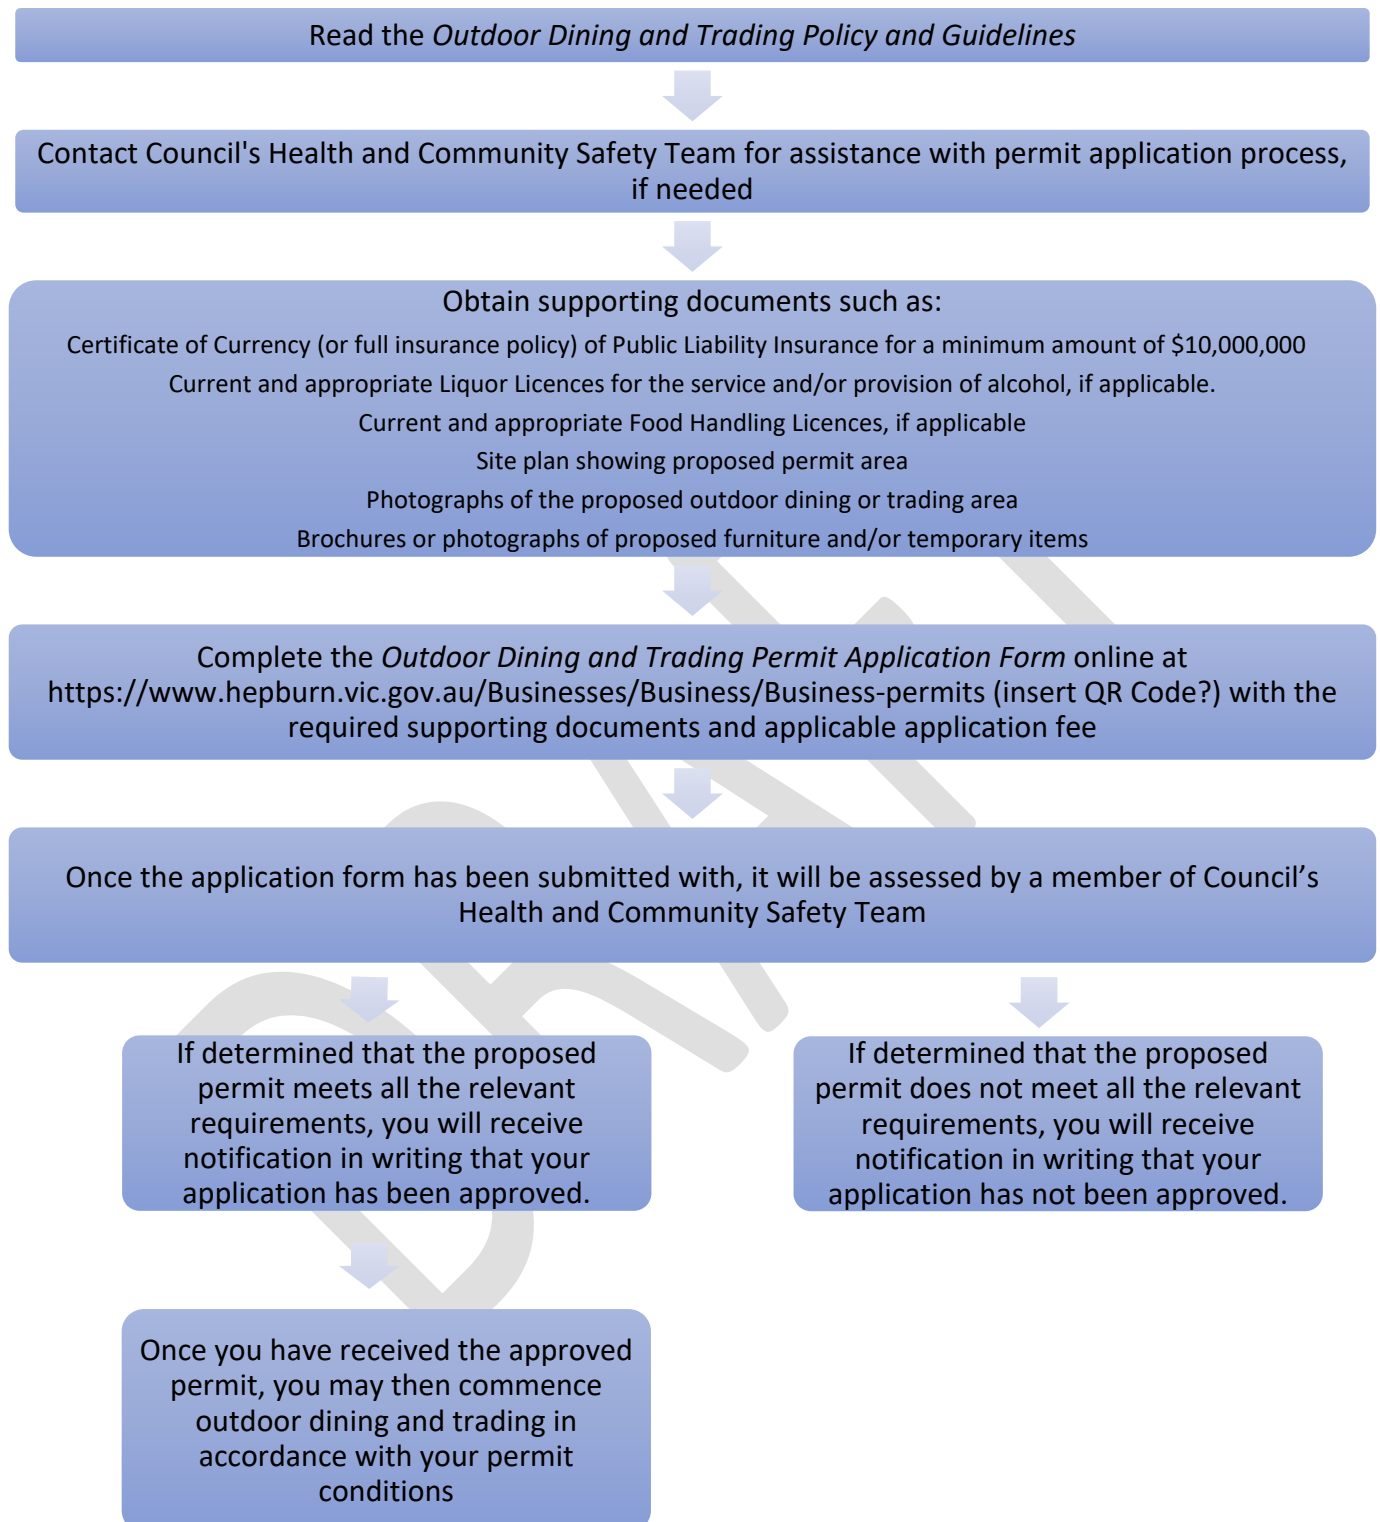 Read the Outdoor Dining and Trading Policy and Guidelines
Contact Council's Health and Community Safety Team for assistance with permit application process,
if needed
Obtain supporting documents such as:
Certificate of Currency (or full insurance policy) of Public Liability Insurance for a minimum amount of $10,000,000
Current and appropriate Liquor Licences for the service and/or provision of alcohol, if applicable.
Current and appropriate Food Handling Licences, if applicable
Site plan showing proposed permit area
Photographs of the proposed outdoor dining or trading area
Brochures or photographs of proposed furniture and/or temporary items
Complete the Outdoor Dining and Trading Permit Application Form online at
https://www.hepburn.vic.gov.au/Businesses/Business/Business-permits (insert QR Code?) with the
required supporting documents and applicable application fee
Once the application form has been submitted with, it will be assessed by a member of Council’s
Health and Community Safety Team
If determined that the proposed
permit meets all the relevant
requirements, you will receive
notification in writing that your
application has been approved.
If determined that the proposed
permit does not meet all the relevant
requirements, you will receive
notification in writing that your
application has not been approved.
Once you have received the approved
permit, you may then commence
outdoor dining and trading in
accordance with your permit
conditions
DRAFT